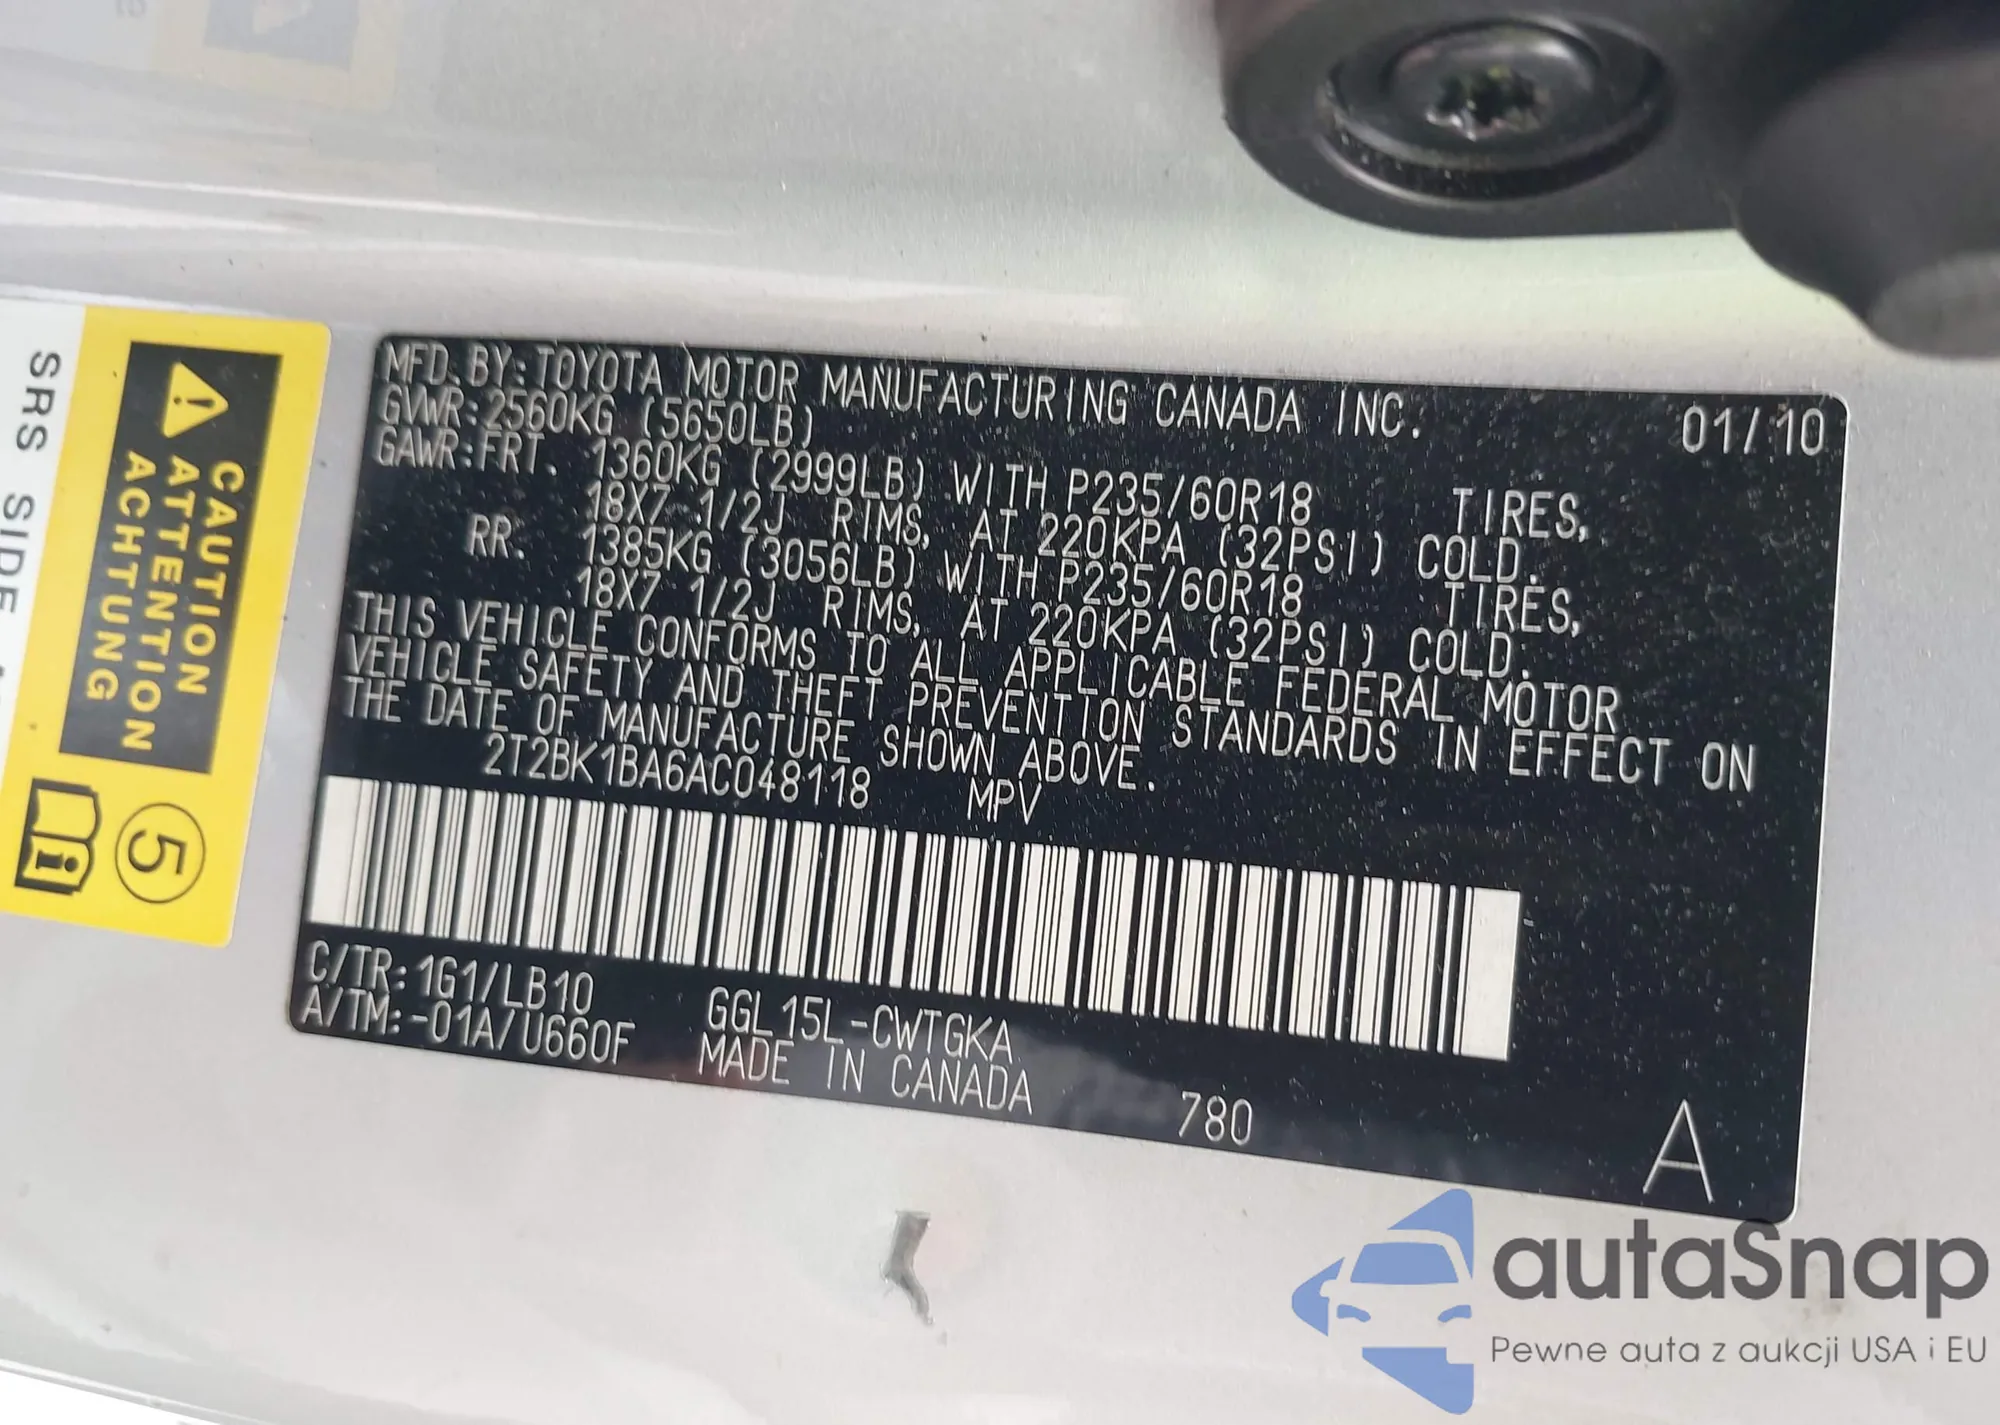 MFD. BY: TOYOTA MOTOR MANUFACTURING CANADA INC. 01/10
GVWR: 2560KG (5650LB)
GAWR: FRT. 1360KG (2999LB) WITH P235/60R18 TIRES,
18X7 1/2J RIMS, AT 220KPA (32PSI) COLD.
RR. 1385KG (3056LB) WITH P235/60R18 TIRES,
18X7 1/2J RIMS, AT 220KPA (32PSI) COLD.
THIS VEHICLE CONFORMS TO ALL APPLICABLE FEDERAL MOTOR
VEHICLE SAFETY AND THEFT PREVENTION STANDARDS IN EFFECT ON
THE DATE OF MANUFACTURE SHOWN ABOVE.
2T2BK1BA6AC048118 MPV
C/TR: 1G1/LB10 GGL15L-CWTGKA
A/TM: -01A/U660F MADE IN CANADA 780 A
CAUTION
ATTENTION
ACHTUNG
5
SRS SIDE
autaSnap
Pewne auta z aukcji USA i EU